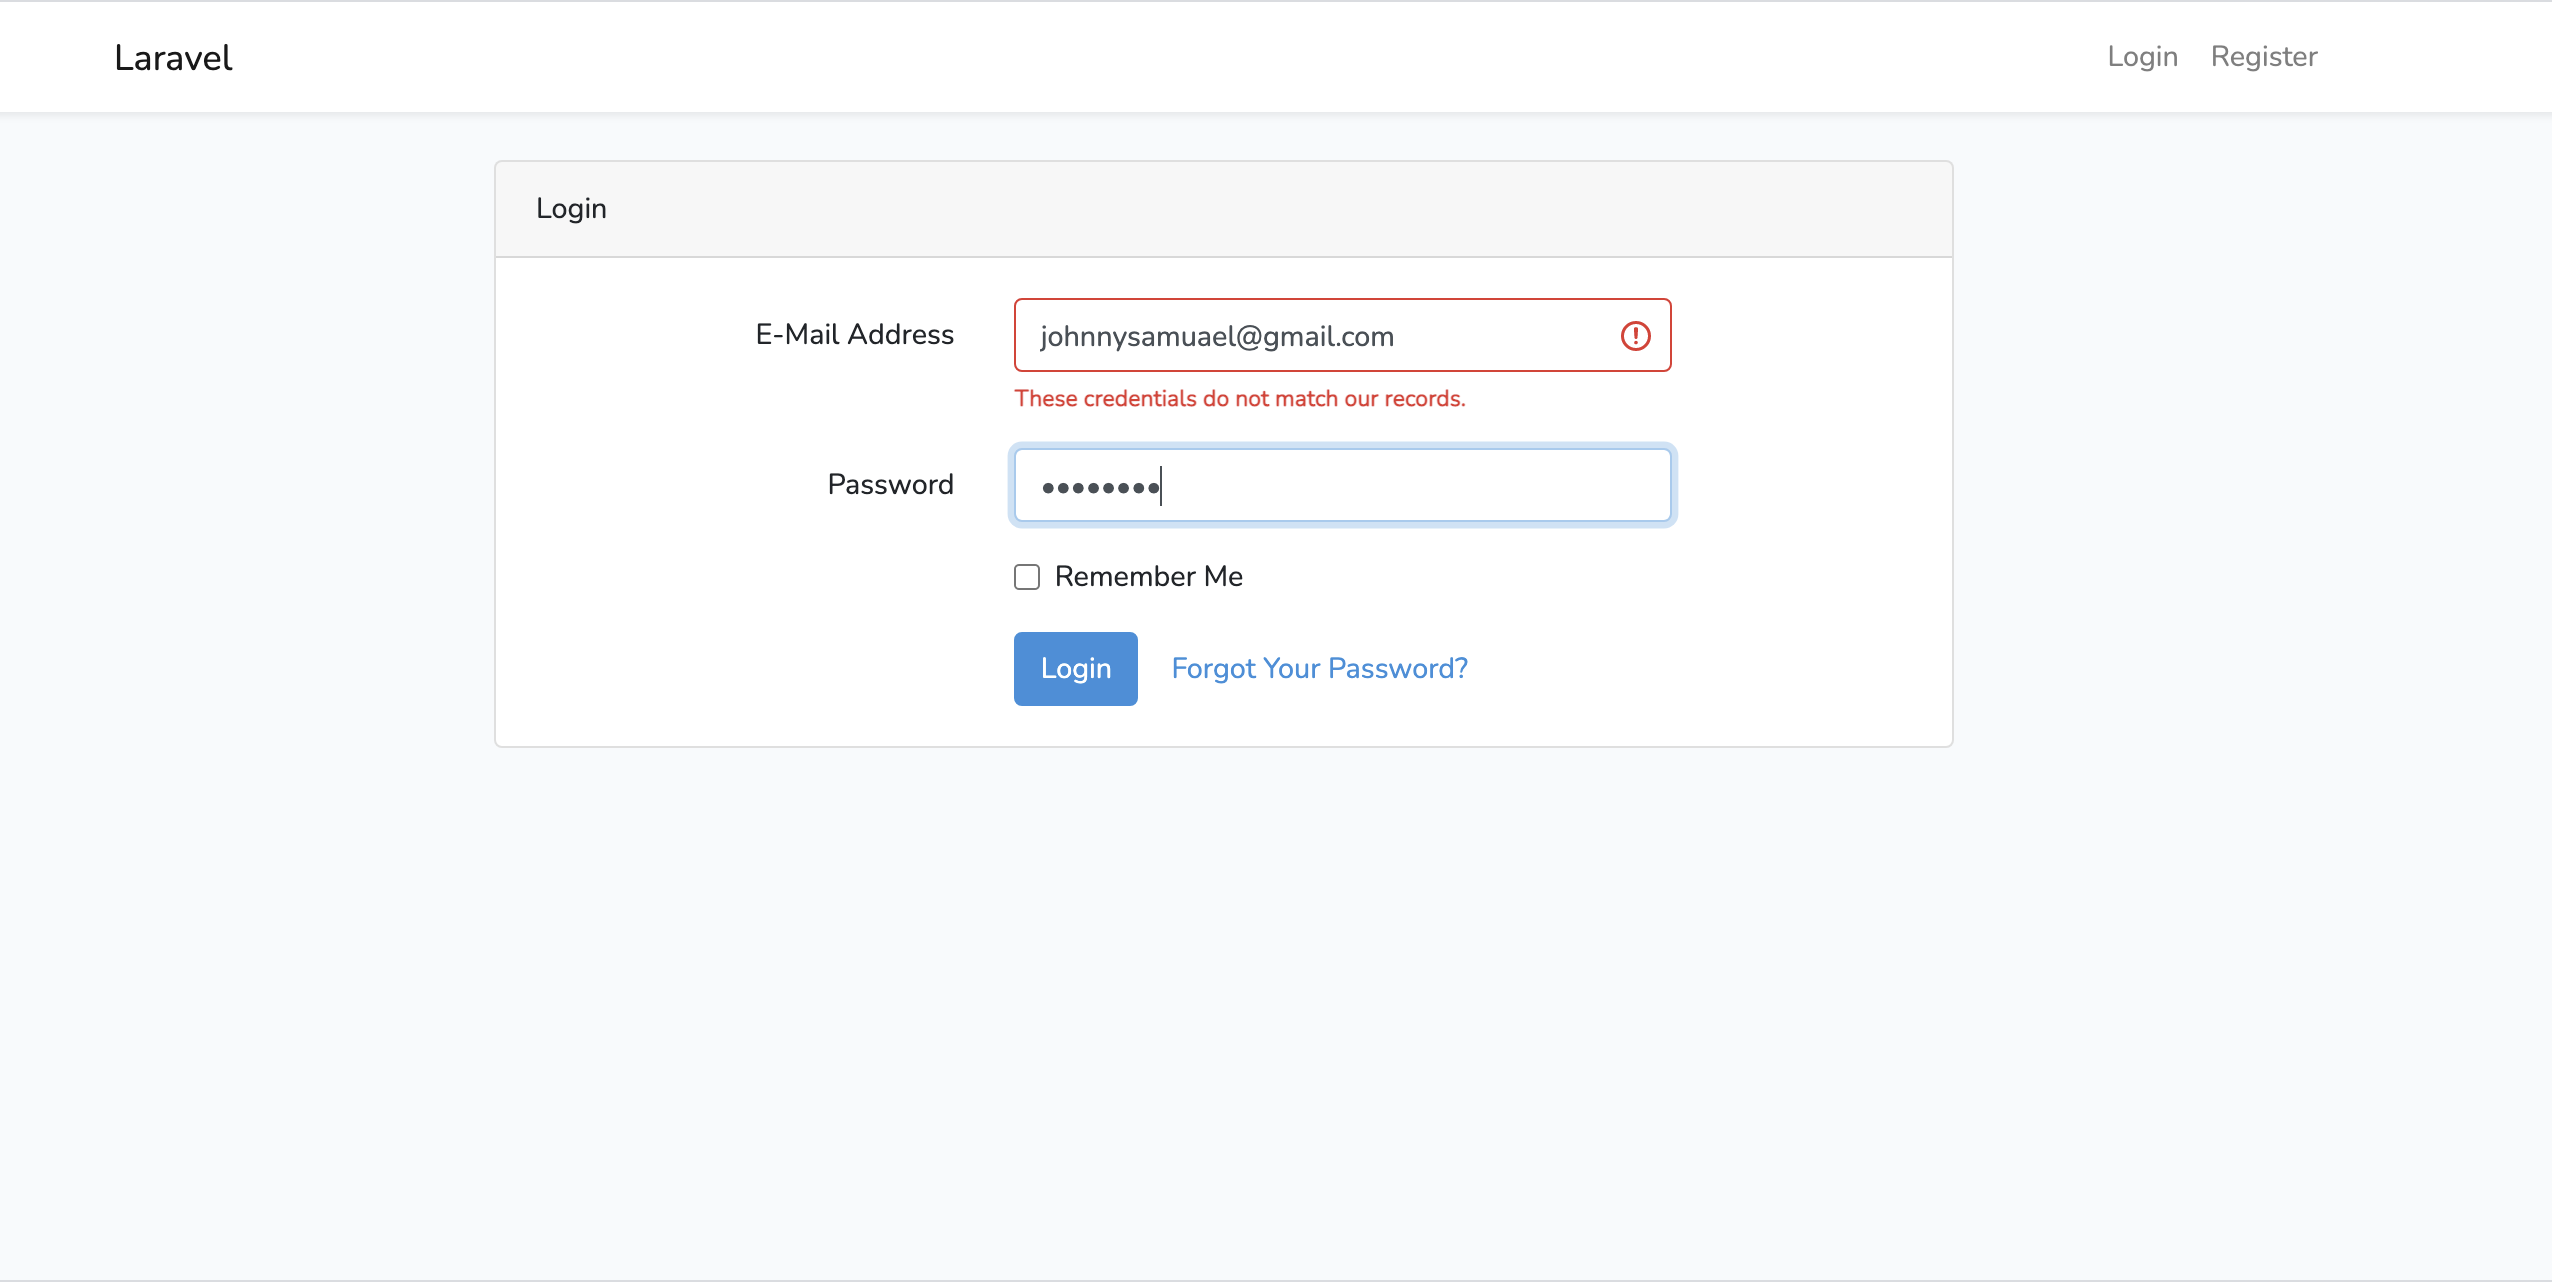 Laravel
Login Register
Login
E-Mail Address
johnnysamuael@gmail.com
These credentials do not match our records.
Password
••••••••
Remember Me
Login Forgot Your Password?